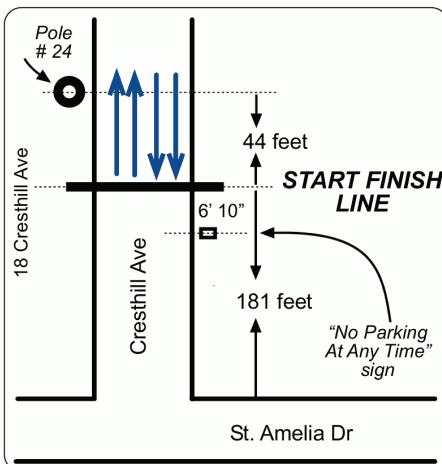 Pole
# 24
44 feet
START FINISH
LINE
18 Cresthill Ave
6' 10”
Cresthill Ave
181 feet
“No Parking
At Any Time”
sign
St. Amelia Dr